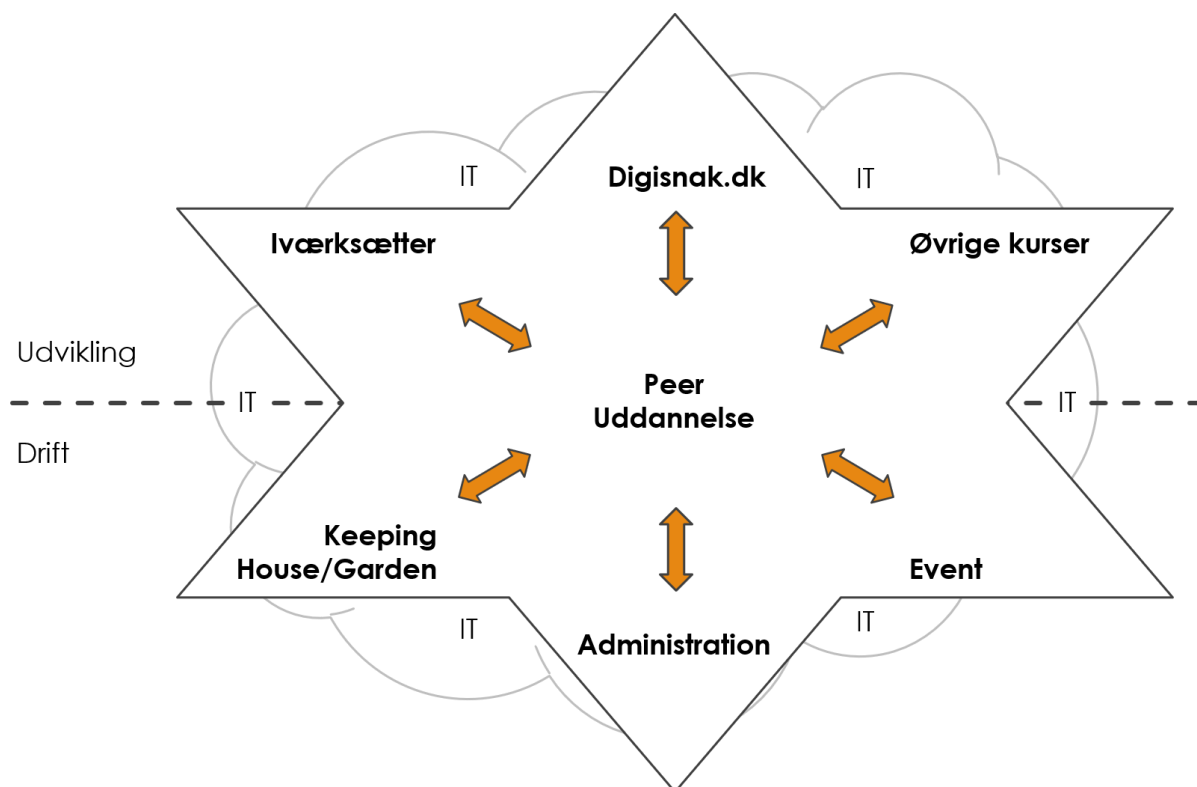 IT
Digisnak.dk
IT
Iværksætter
Øvrige kurser
Udvikling
Peer
Uddannelse
IT
IT
Drift
Keeping
House/Garden
Event
IT
Administration
IT